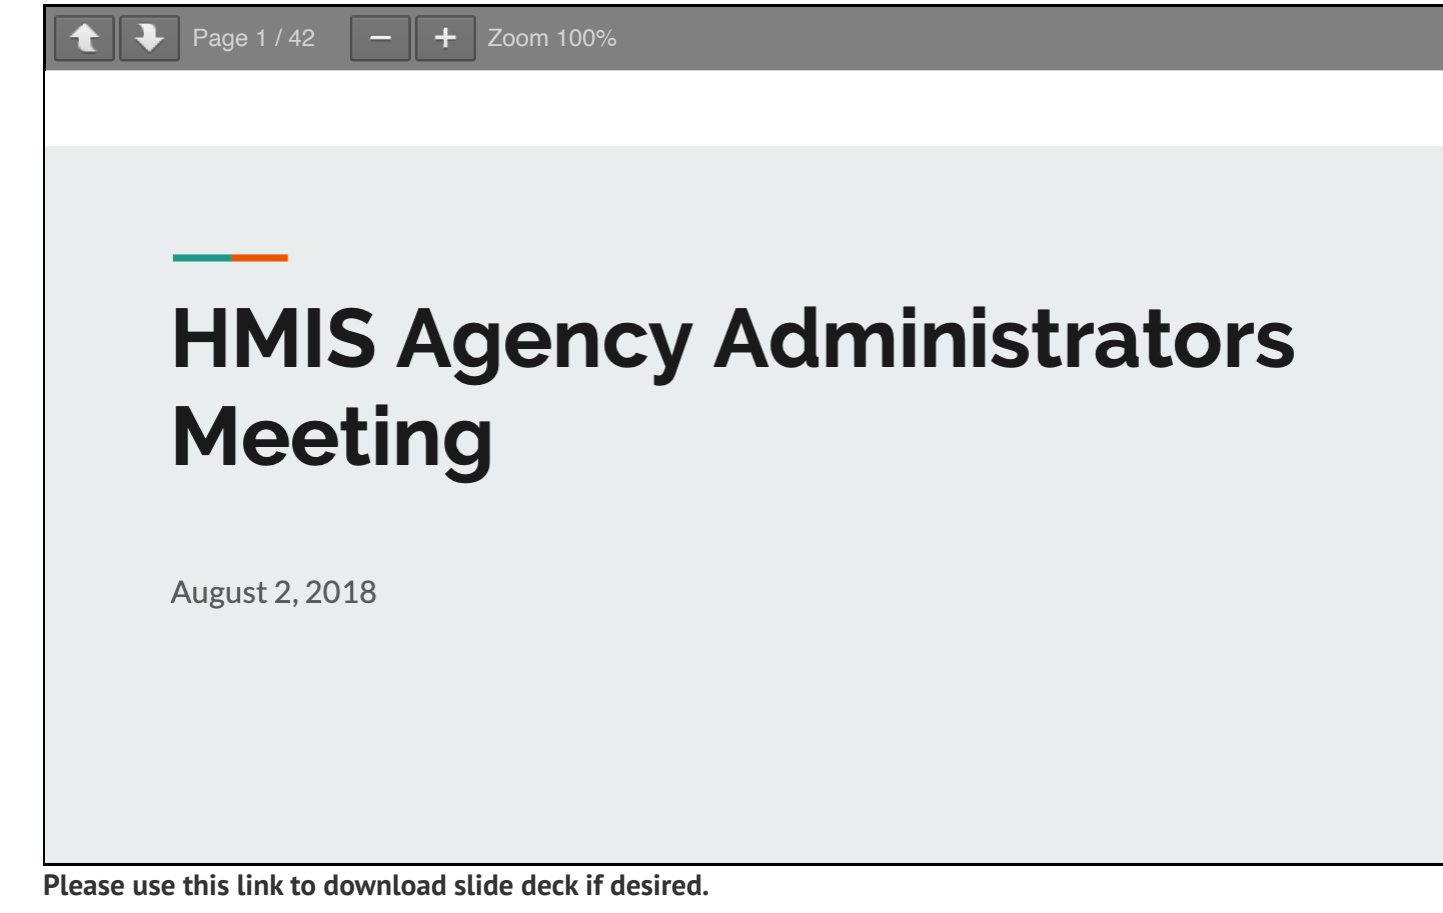 Page 1 / 42 Zoom 100%
HMIS Agency Administrators
Meeting
August 2, 2018
Please use this link to download slide deck if desired.